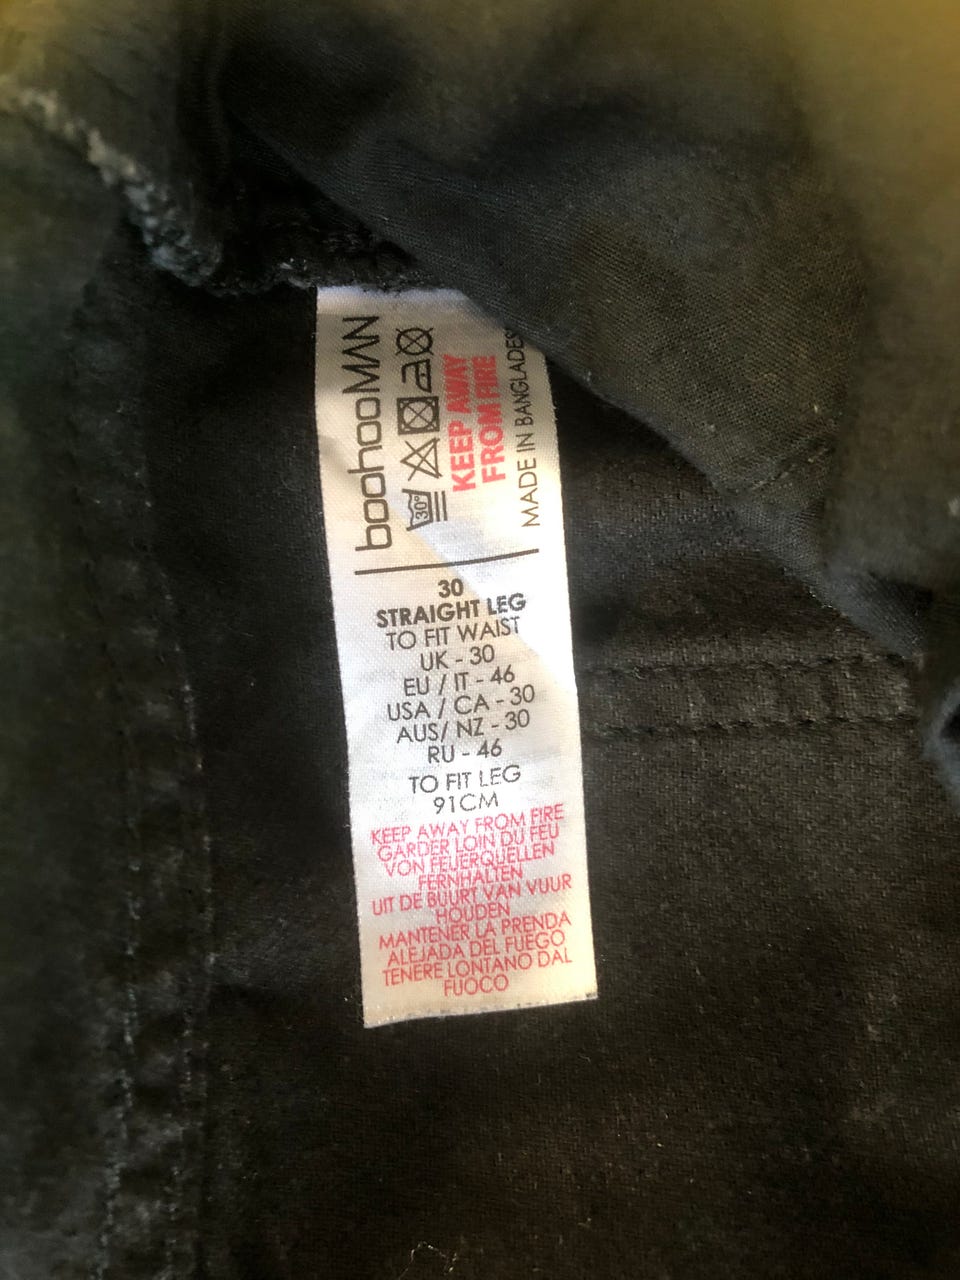 boohooMAN
30°
KEEP AWAY
FROM FIRE
MADE IN BANGLADES
30
STRAIGHT LEG
TO FIT WAIST
UK - 30
EU / IT - 46
USA / CA - 30
AUS/ NZ - 30
RU - 46
TO FIT LEG
91CM
KEEP AWAY FROM FIRE
GARDER LOIN DU FEU
VON FEUERQUELLEN
FERNHALTEN
UIT DE BUURT VAN VUUR
HOUDEN
MANTENER LA PRENDA
ALEJADA DEL FUEGO
TENERE LONTANO DAL
FUOCO